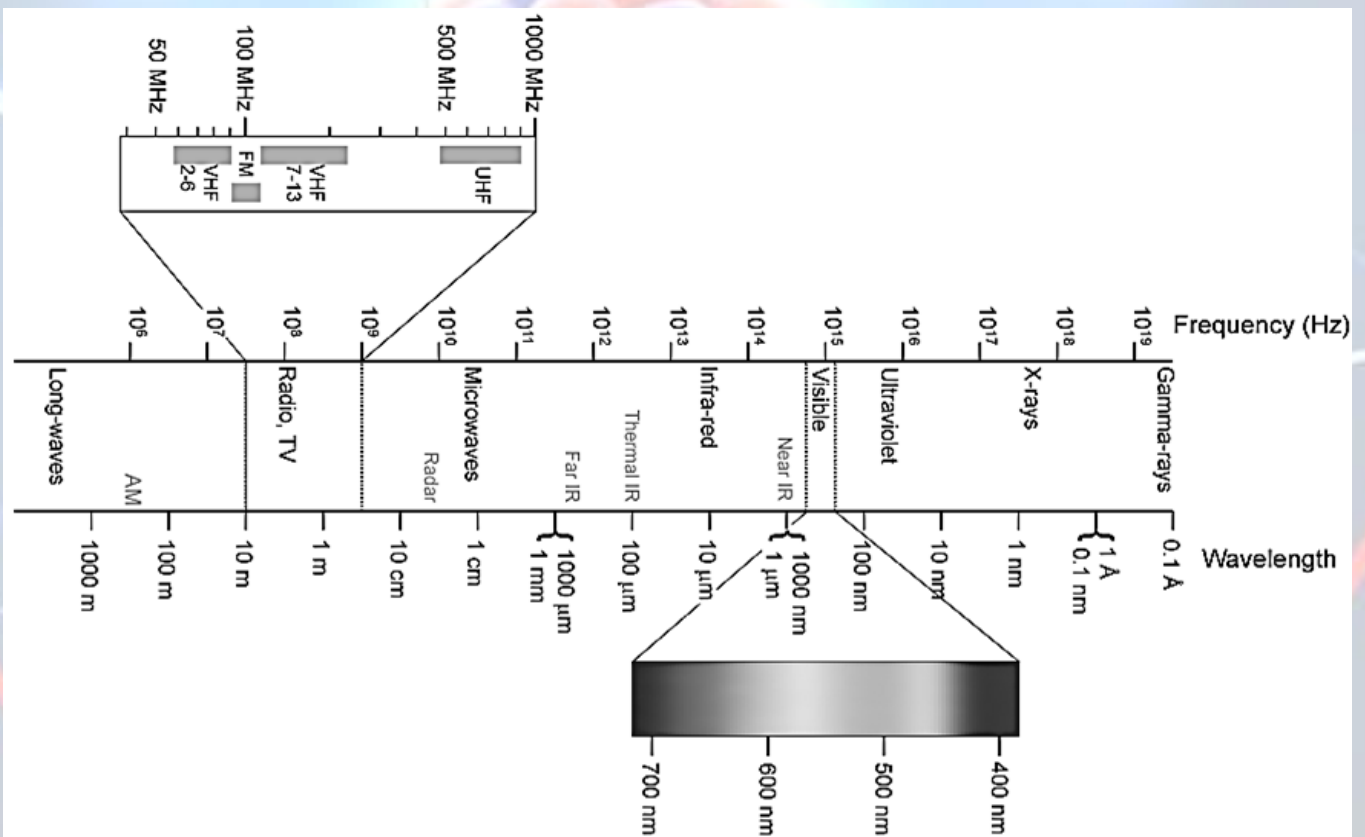 50 MHz
100 MHz
500 MHz
1000 MHz
VHF
2-6
FM
VHF
7-13
UHF
10⁶
10⁷
10⁸
10⁹
10¹⁰
10¹¹
10¹²
10¹³
10¹⁴
10¹⁵
10¹⁶
10¹⁷
10¹⁸
10¹⁹
Frequency (Hz)
Long-waves
AM
Radio, TV
Radar
Microwaves
Far IR
Thermal IR
Infra-red
Near IR
Visible
Ultraviolet
X-rays
Gamma-rays
1000 m
100 m
10 m
1 m
10 cm
1 cm
1000 µm
1 mm
100 µm
10 µm
1000 nm
1 µm
100 nm
10 nm
1 nm
1 Å
0.1 nm
0.1 Å
Wavelength
700 nm
600 nm
500 nm
400 nm